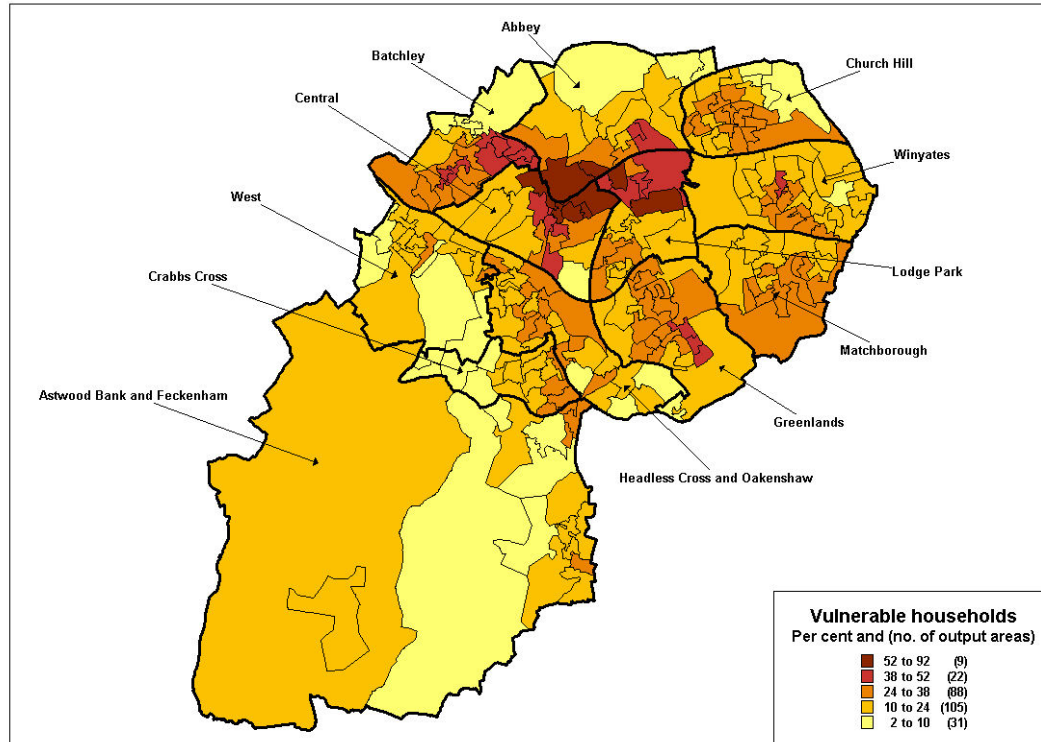 Abbey
Batchley
Church Hill
Central
Winyates
West
Crabbs Cross
Lodge Park
Matchborough
Astwood Bank and Feckenham
Greenlands
Headless Cross and Oakenshaw
Vulnerable households
Per cent and (no. of output areas)
52 to 92 (9)
38 to 52 (22)
24 to 38 (88)
10 to 24 (105)
2 to 10 (31)